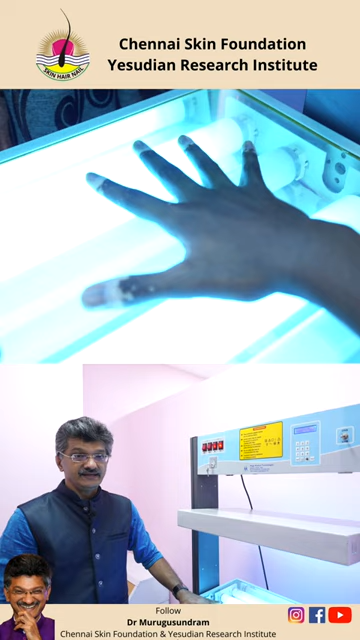 Chennai Skin Foundation
Yesudian Research Institute
SKIN HAIR NAIL
Follow
Dr Murugusundram
Chennai Skin Foundation & Yesudian Research Institute